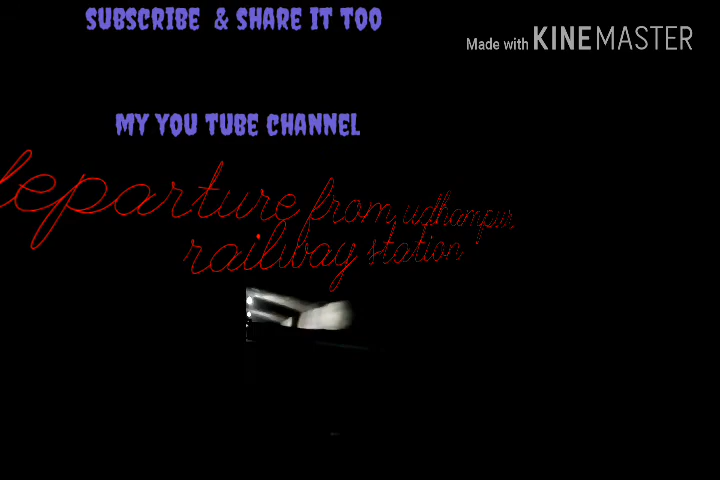 SUBSCRIBE & SHARE IT TOO
Made with KINEMASTER
MY YOU TUBE CHANNEL
departure from udhampur
railway station